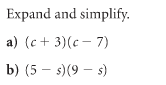 Expand and simplify.
a) (c + 3)(c − 7)
b) (5 − s)(9 − s)